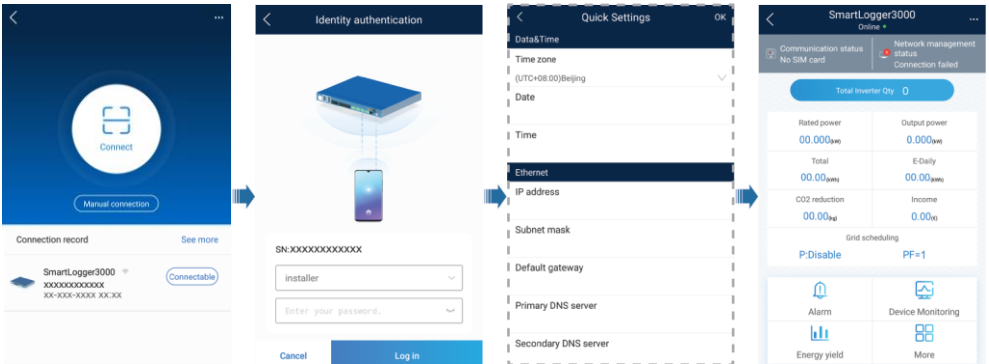 Connect
Manual connection
Connection record
See more
SmartLogger3000
XXXXXXXXXXXX
XX-XXX-XXXX XX:XX
Connectable
Identity authentication
SN:XXXXXXXXXXXX
installer
Enter your password.
Cancel
Log in
Quick Settings
OK
Data&Time
Time zone
(UTC+08:00)Beijing
Date
Time
Ethernet
IP address
Subnet mask
Default gateway
Primary DNS server
Secondary DNS server
SmartLogger3000
Online
Communication status
No SIM card
Network management
status
Connection failed
Total Inverter Qty 0
Rated power
00.000(kW)
Output power
0.000(kW)
Total
00.00(kWh)
E-Daily
00.00(kWh)
CO2 reduction
00.00(kg)
Income
0.00(€)
Grid scheduling
P:Disable
PF=1
Alarm
Device Monitoring
Energy yield
More